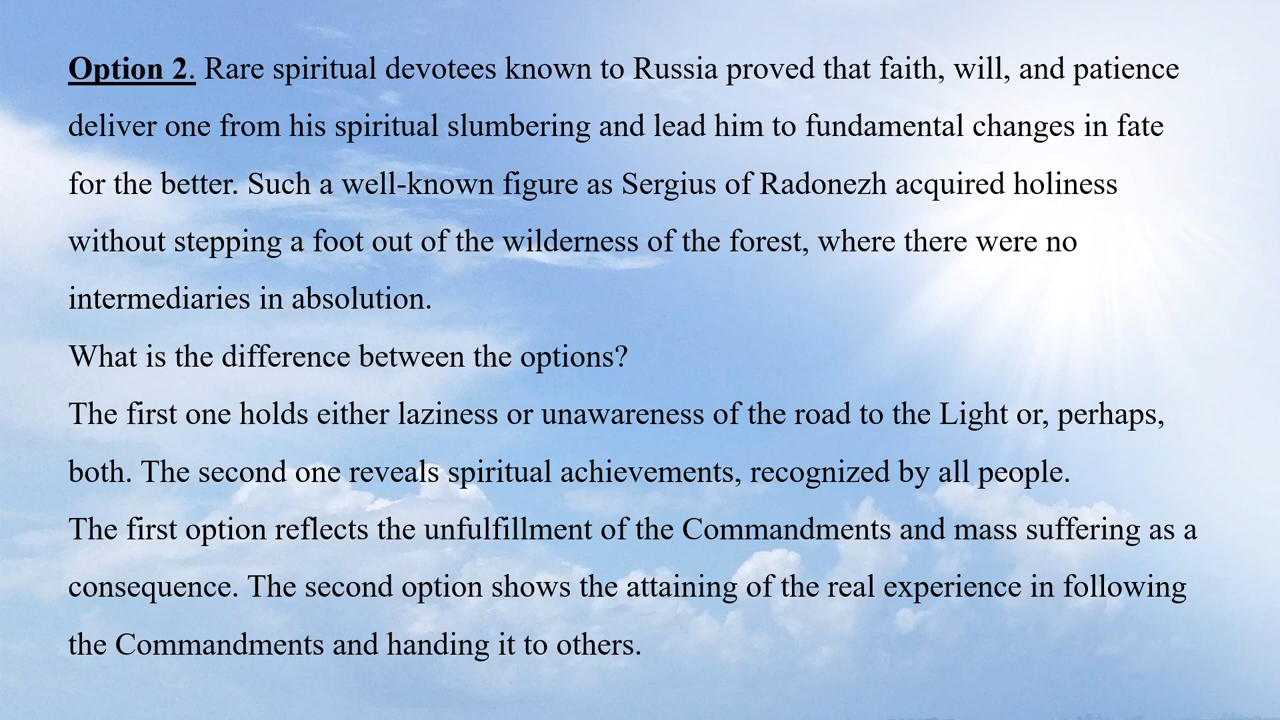 Option 2. Rare spiritual devotees known to Russia proved that faith, will, and patience
deliver one from his spiritual slumbering and lead him to fundamental changes in fate
for the better. Such a well-known figure as Sergius of Radonezh acquired holiness
without stepping a foot out of the wilderness of the forest, where there were no
intermediaries in absolution.
What is the difference between the options?
The first one holds either laziness or unawareness of the road to the Light or, perhaps,
both. The second one reveals spiritual achievements, recognized by all people.
The first option reflects the unfulfillment of the Commandments and mass suffering as a
consequence. The second option shows the attaining of the real experience in following
the Commandments and handing it to others.